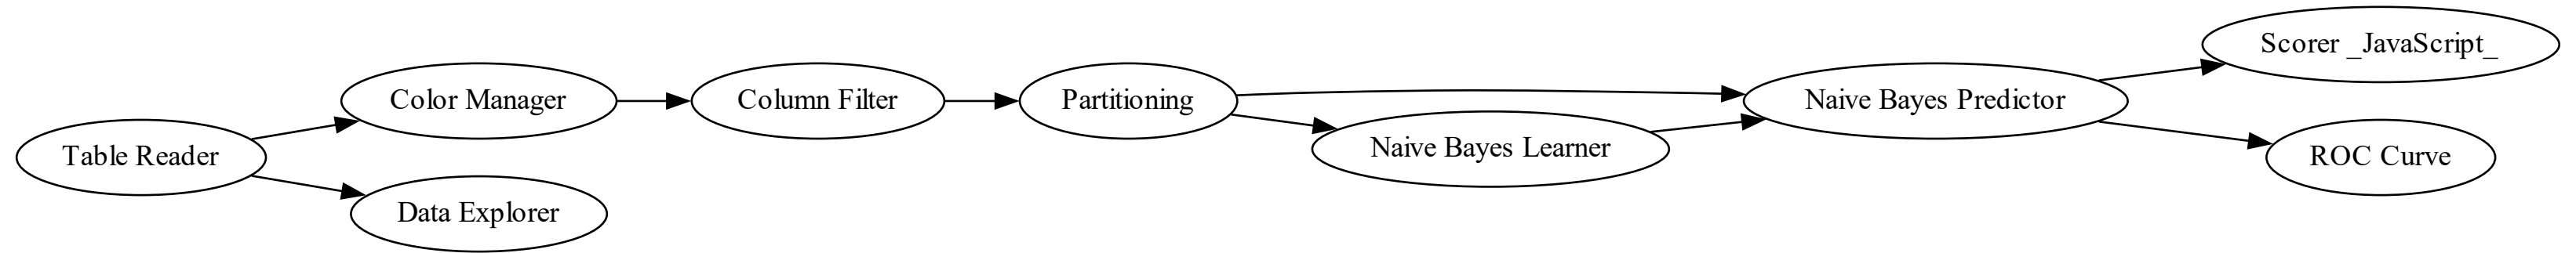 Table Reader
Color Manager
Data Explorer
Column Filter
Partitioning
Naive Bayes Learner
Naive Bayes Predictor
Scorer _JavaScript_
ROC Curve